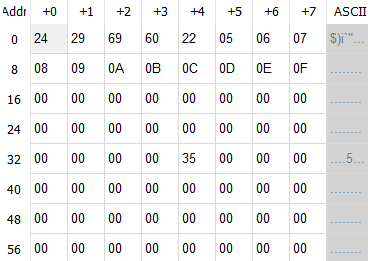 Addr +0 +1 +2 +3 +4 +5 +6 +7 ASCII
0 24 29 69 60 22 05 06 07 $)i`"...
8 08 09 0A 0B 0C 0D 0E 0F ........
16 00 00 00 00 00 00 00 00 ........
24 00 00 00 00 00 00 00 00 ........
32 00 00 00 00 35 00 00 00 ....5...
40 00 00 00 00 00 00 00 00 ........
48 00 00 00 00 00 00 00 00 ........
56 00 00 00 00 00 00 00 00 ........